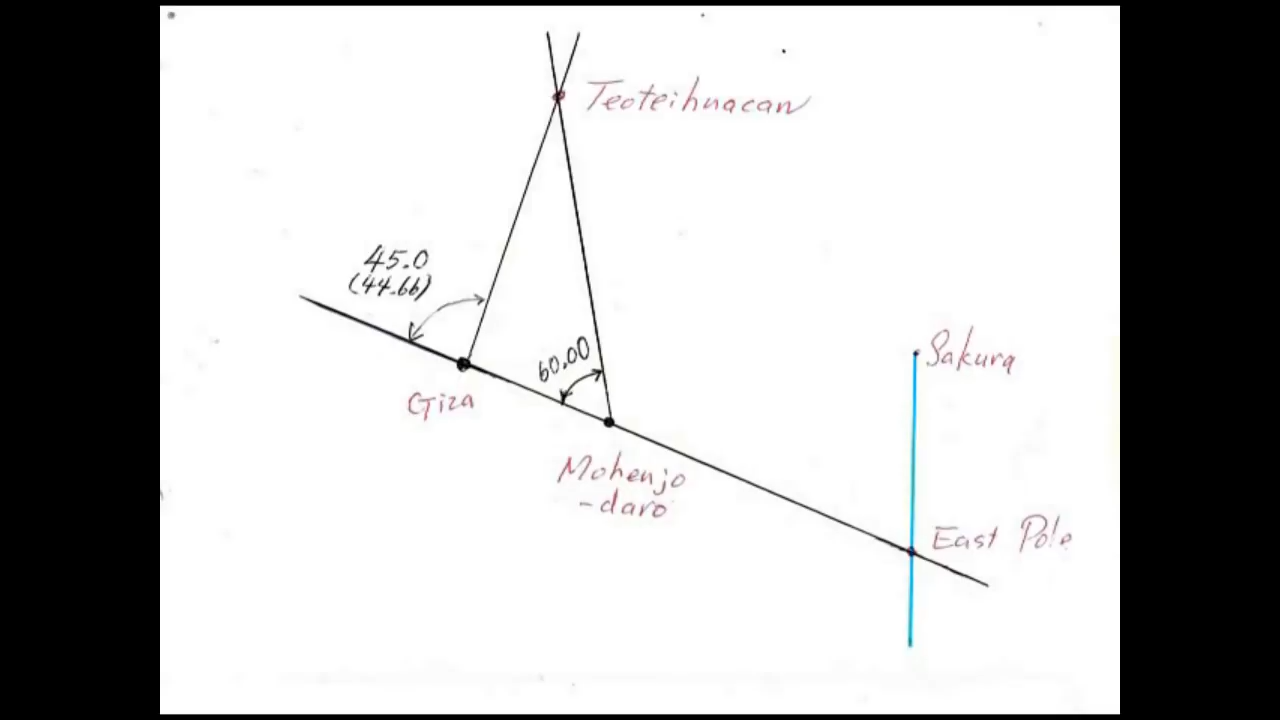 Teoteihuacan
45.0
(44.66)
60.00
Sakura
Giza
Mohenjo
-daro
East Pole